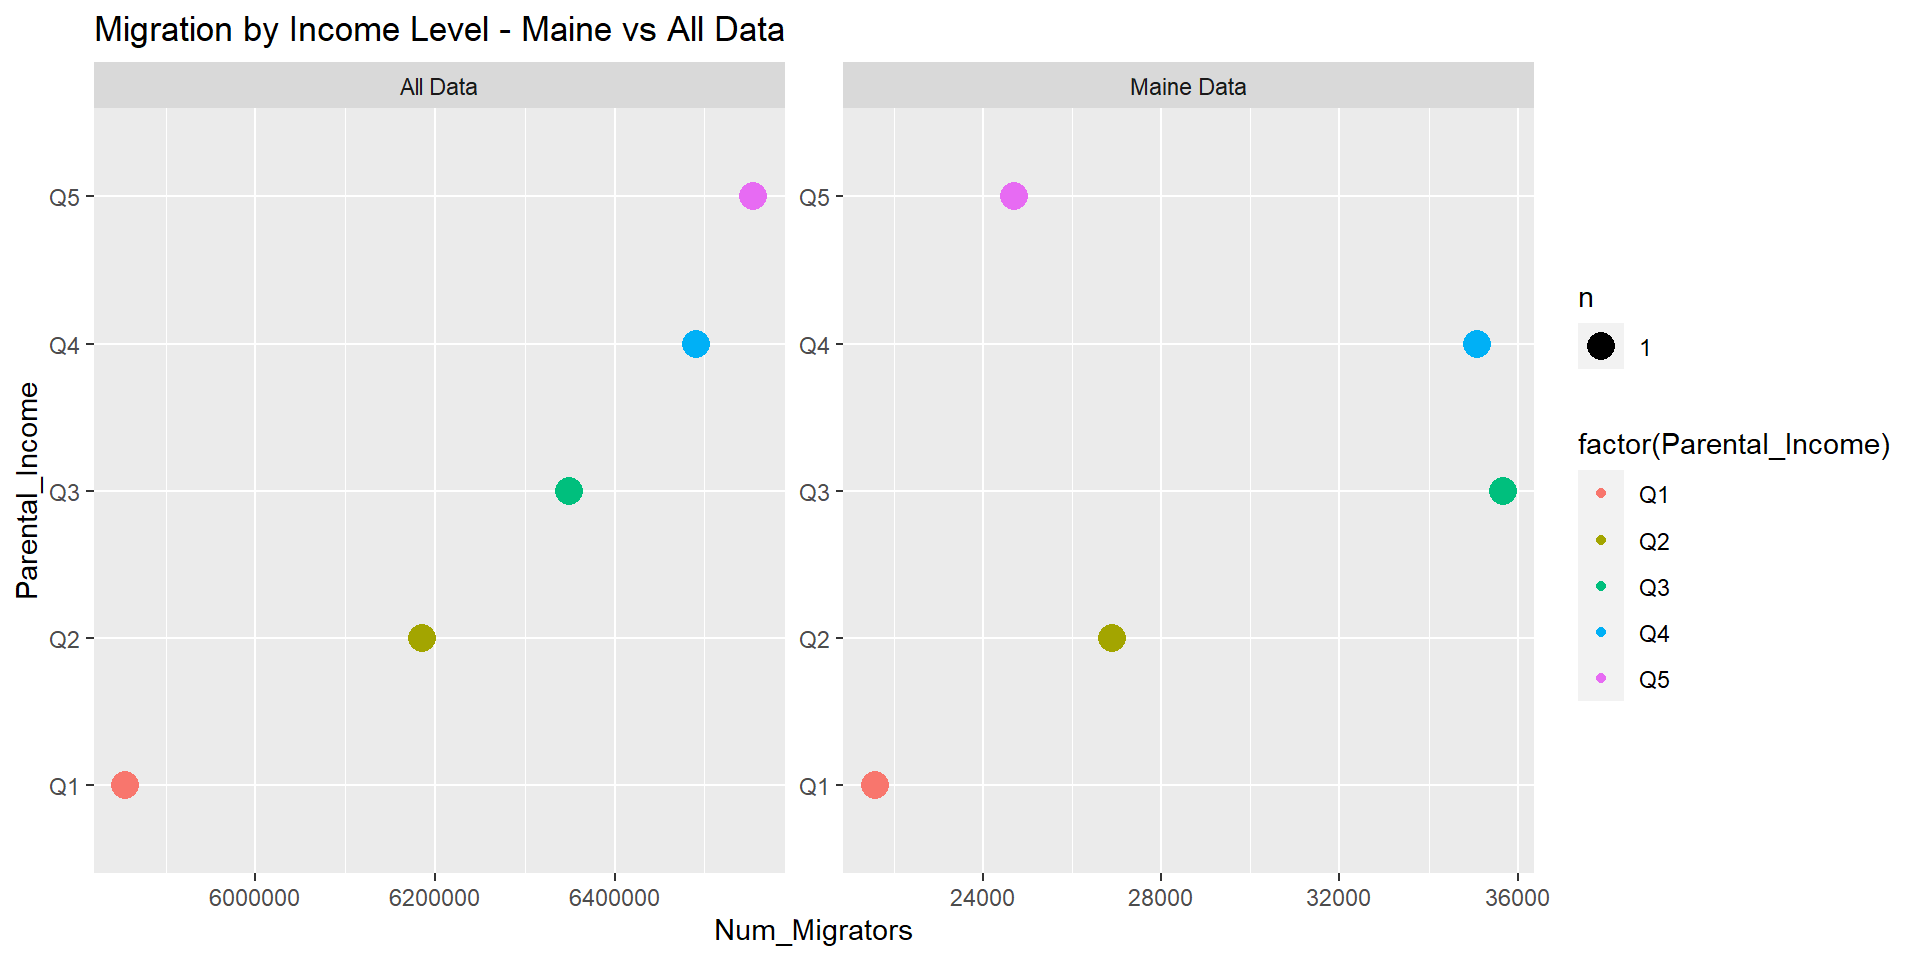 Migration by Income Level - Maine vs All Data
All Data
Maine Data
Parental_Income
Q5
Q4
Q3
Q2
Q1
Q5
Q4
Q3
Q2
Q1
6000000
6200000
6400000
24000
28000
32000
36000
Num_Migrators
n
1
factor(Parental_Income)
Q1
Q2
Q3
Q4
Q5